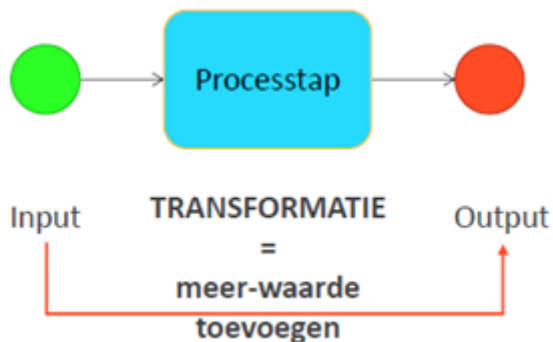 Processtap
Input
TRANSFORMATIE
Output
=
meer-waarde
toevoegen